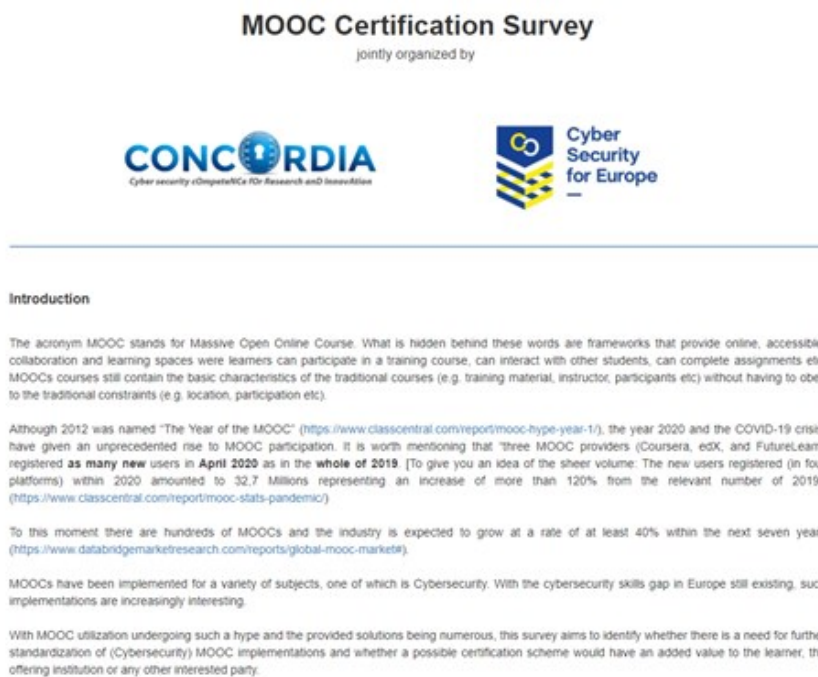 MOOC Certification Survey
jointly organized by
CONCORDIA
Cyber security cOmpeteNCe fOr Research anD InnovAtion
Cyber
Security
for Europe
Introduction
The acronym MOOC stands for Massive Open Online Course. What is hidden behind these words are frameworks that provide online, accessible
collaboration and learning spaces were learners can participate in a training course, can interact with other students, can complete assignments etc
MOOCs courses still contain the basic characteristics of the traditional courses (e.g. training material, instructor, participants etc) without having to obe
to the traditional constraints (e.g. location, participation etc).
Although 2012 was named "The Year of the MOOC" (https://www.classcentral.com/report/mooc-hype-year-1/), the year 2020 and the COVID-19 crisi
have given an unprecedented rise to MOOC participation. It is worth mentioning that "three MOOC providers (Coursera, edX, and FutureLearn
registered as many new users in April 2020 as in the whole of 2019. [To give you an idea of the sheer volume: The new users registered (in fou
platforms) within 2020 amounted to 32,7 Millions representing an increase of more than 120% from the relevant number of 2019
(https://www.classcentral.com/report/mooc-stats-pandemic/)
To this moment there are hundreds of MOOCs and the industry is expected to grow at a rate of at least 40% within the next seven year
(https://www.databridgemarketresearch.com/reports/global-mooc-market#).
MOOCs have been implemented for a variety of subjects, one of which is Cybersecurity. With the cybersecurity skills gap in Europe still existing, suc
implementations are increasingly interesting.
With MOOC utilization undergoing such a hype and the provided solutions being numerous, this survey aims to identify whether there is a need for furthe
standardization of (Cybersecurity) MOOC implementations and whether a possible certification scheme would have an added value to the learner, th
offering institution or any other interested party.